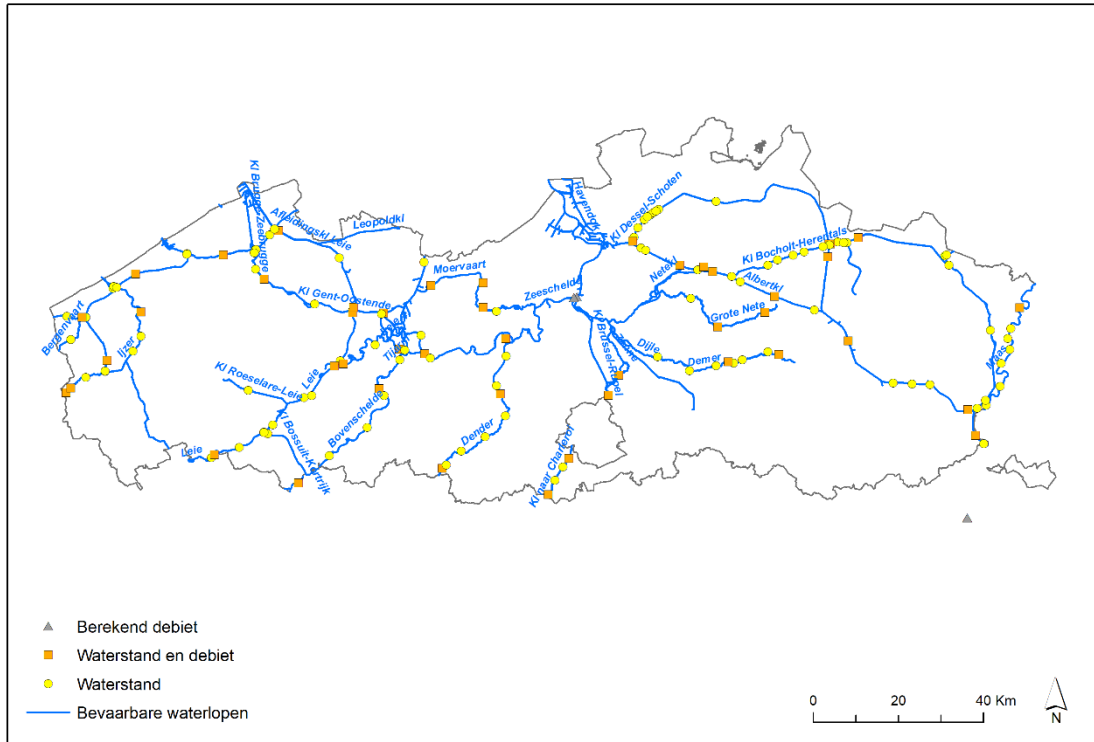 Kl Brugge-Zeebrugge
Afleidingskl Leie
Leopoldkl
Havendok
Kl Dessel-Schoten
Kl Bocholt-Herentals
Moervaart
Netekl
Albertkl
Zeeschelde
Kl Gent-Oostende
Grote Nete
Bergenvaart
Ijzer
Kl Brussel-Rupel
Zenne
Dijle
Demer
Maas
Kl Roeselare-Leie
Leie
Bovenschelde
Kl Bossuit-Kortrijk
Dender
Leie
Kl naar Charleroi
Berekend debiet
Waterstand en debiet
Waterstand
Bevaarbare waterlopen
0 20 40 Km
N